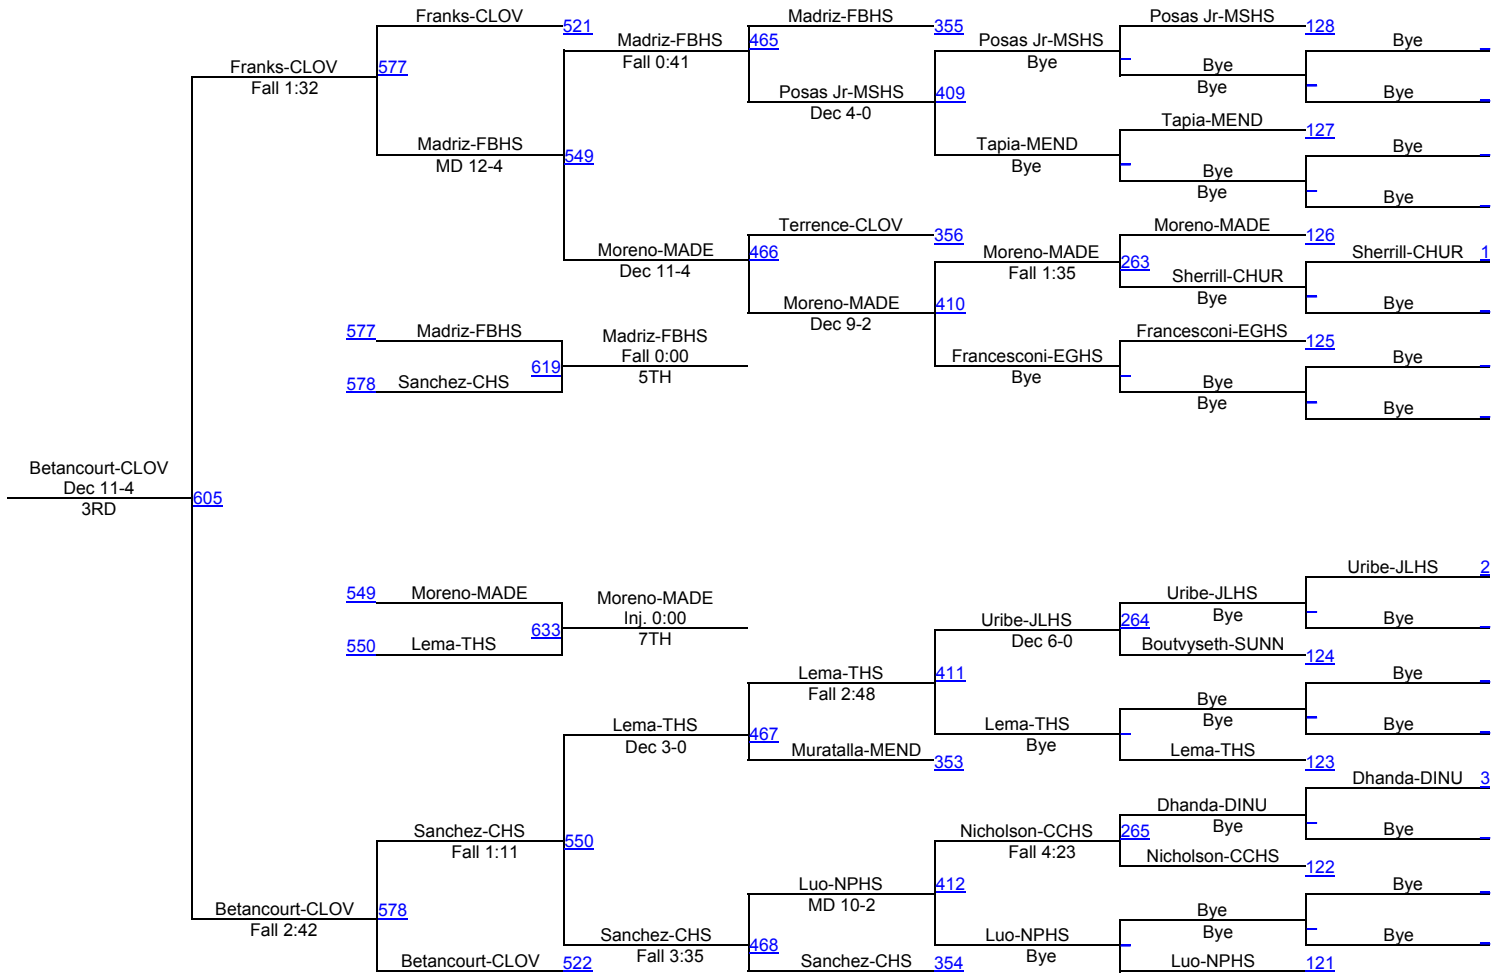 Franks-CLOV 521 Madriz-FBHS 355 Posas Jr-MSHS 128
Madriz-FBHS 465 Posas Jr-MSHS Bye
Fall 0:41 Bye
Franks-CLOV 577 Bye
Fall 1:32 Posas Jr-MSHS 409 Bye Bye
Dec 4-0
Tapia-MEND 127
Madriz-FBHS 549 Tapia-MEND Bye
MD 12-4 Bye Bye
Bye Bye
Terrence-CLOV 356 Moreno-MADE 126
Moreno-MADE 466 Moreno-MADE 263 Sherrill-CHUR 1
Dec 11-4 Fall 1:35 Sherrill-CHUR
Moreno-MADE 410 Bye Bye
Dec 9-2
577 Madriz-FBHS Madriz-FBHS Francesconi-EGHS 125
Fall 0:00 Francesconi-EGHS Bye
619 5TH Bye Bye
578 Sanchez-CHS Bye
Bye
Betancourt-CLOV
Dec 11-4 605
3RD
Uribe-JLHS 2
549 Moreno-MADE Moreno-MADE Uribe-JLHS
Inj. 0:00 Uribe-JLHS 264 Bye Bye
633 7TH Dec 6-0
550 Lema-THS Boutvyseth-SUNN 124
Lema-THS 411 Bye
Fall 2:48 Bye
Lema-THS 467 Lema-THS Bye Bye
Dec 3-0 Bye
Muratalla-MEND 353 Lema-THS 123
Dhanda-DINU 3
Dhanda-DINU
Sanchez-CHS 550 Nicholson-CCHS 265 Bye Bye
Fall 1:11 Fall 4:23
Nicholson-CCHS 122
Luo-NPHS 412 Bye
MD 10-2
Betancourt-CLOV 578 Bye
Fall 2:42 Bye
Sanchez-CHS 468 Luo-NPHS Bye
Fall 3:35 Bye
Betancourt-CLOV 522 Sanchez-CHS 354 Luo-NPHS 121